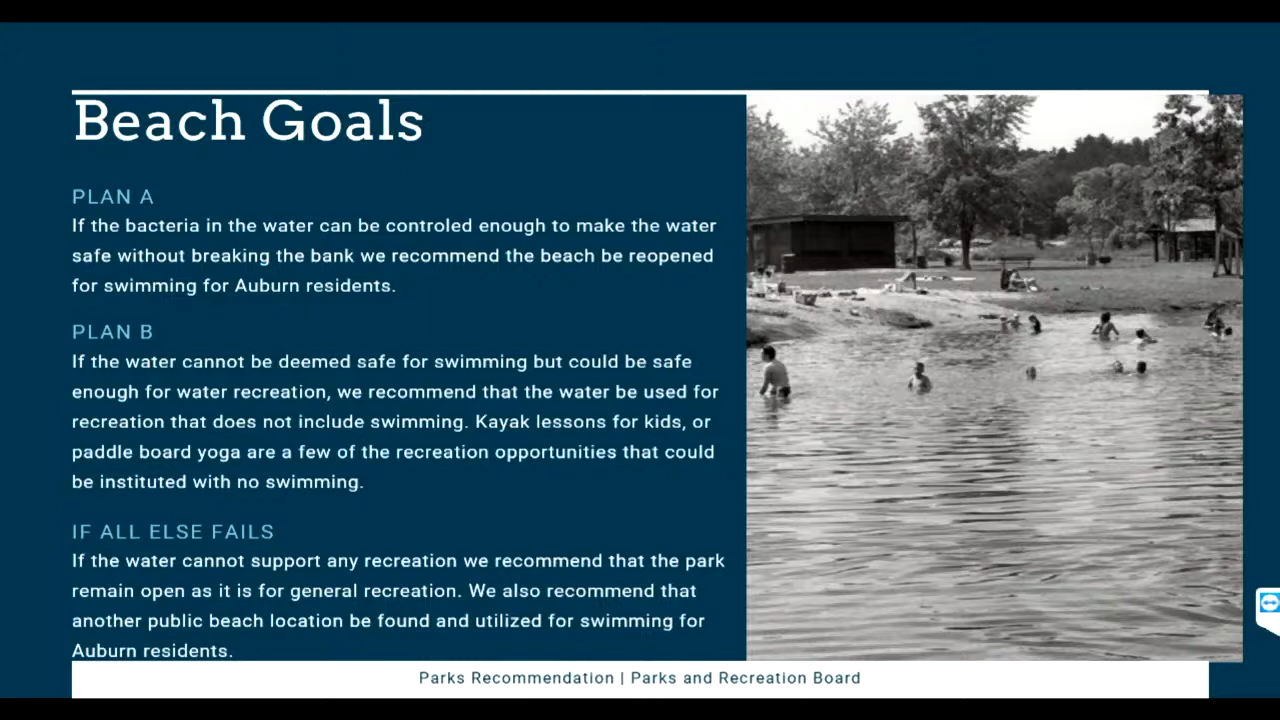 Beach Goals
PLAN A
If the bacteria in the water can be controled enough to make the water
safe without breaking the bank we recommend the beach be reopened
for swimming for Auburn residents.
PLAN B
If the water cannot be deemed safe for swimming but could be safe
enough for water recreation, we recommend that the water be used for
recreation that does not include swimming. Kayak lessons for kids, or
paddle board yoga are a few of the recreation opportunities that could
be instituted with no swimming.
IF ALL ELSE FAILS
If the water cannot support any recreation we recommend that the park
remain open as it is for general recreation. We also recommend that
another public beach location be found and utilized for swimming for
Auburn residents.
Parks Recommendation | Parks and Recreation Board